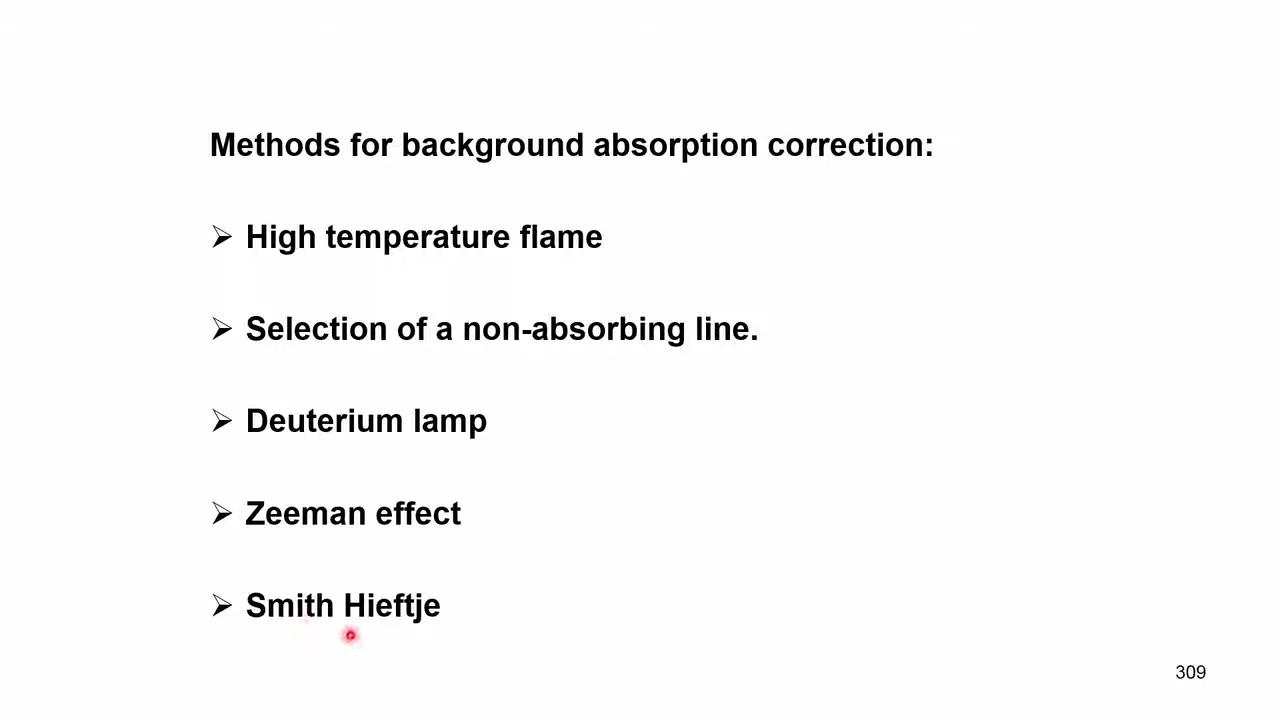 Methods for background absorption correction:
➢ High temperature flame
➢ Selection of a non-absorbing line.
➢ Deuterium lamp
➢ Zeeman effect
➢ Smith Hieftje
309